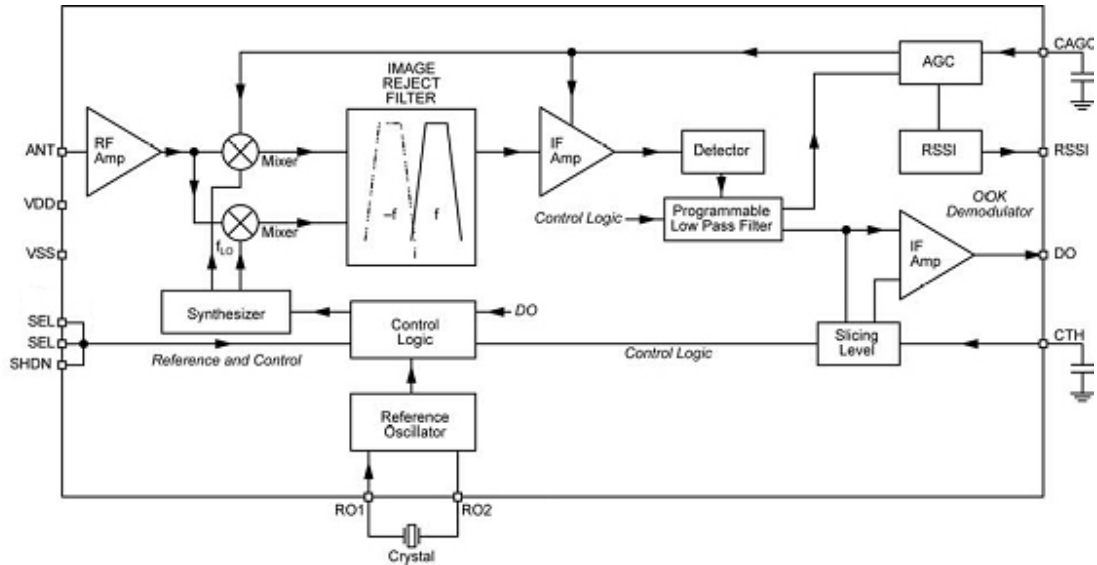 CAGC
AGC
IMAGE
REJECT
FILTER
RF
Amp
ANT
Mixer
IF
Amp
Detector
RSSI
RSSI
VDD
–f
f
Mixer
Control Logic
Programmable
Low Pass Filter
OOK
Demodulator
VSS
fLO
IF
Amp
DO
Synthesizer
DO
SEL
Control
Logic
SEL
Reference and Control
Control Logic
Slicing
Level
CTH
SHDN
Reference
Oscillator
RO1
RO2
Crystal